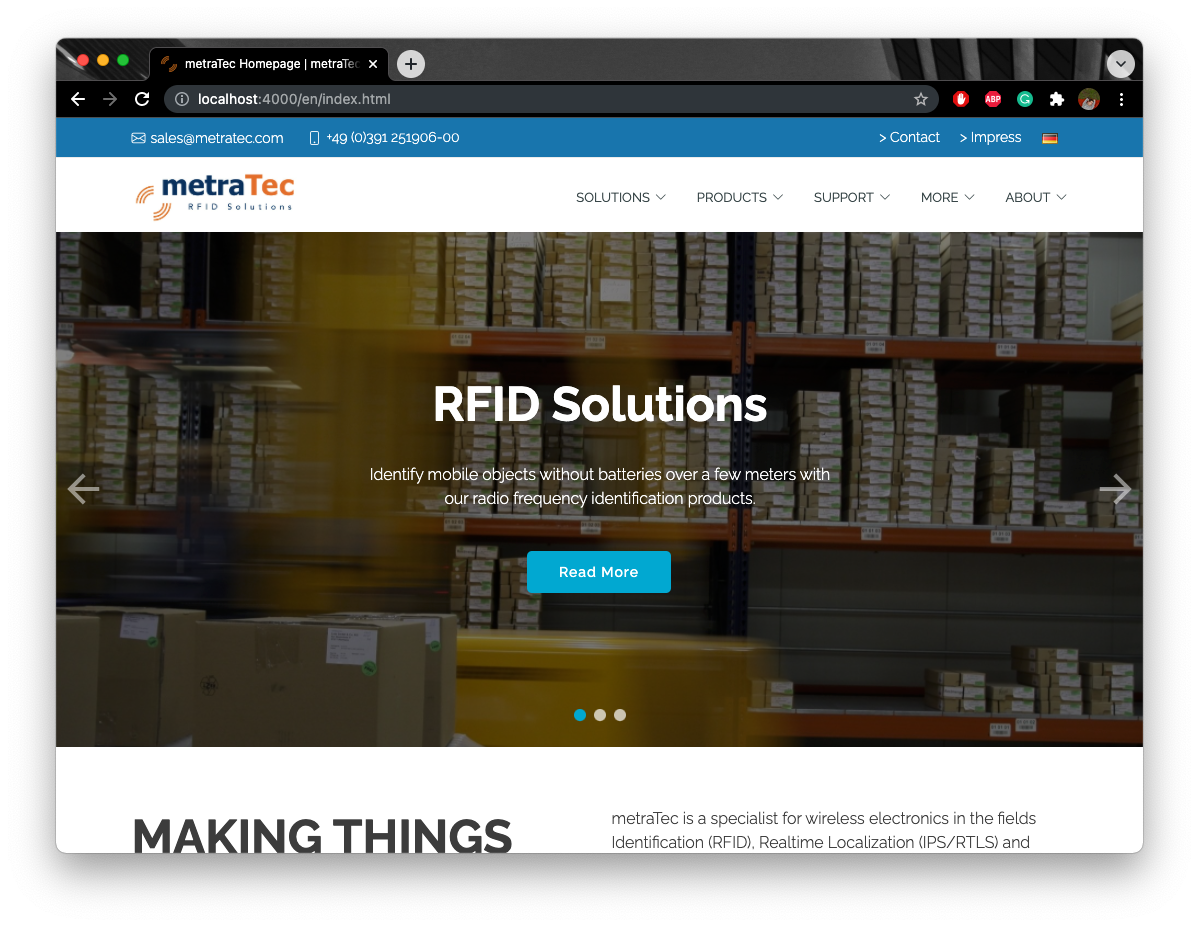 metraTec Homepage | metraTec
localhost:4000/en/index.html
ABP
sales@metratec.com +49 (0)391 251906-00 > Contact > Impress
metraTec
RFID Solutions
SOLUTIONS PRODUCTS SUPPORT MORE ABOUT
RFID Solutions
Identify mobile objects without batteries over a few meters with
our radio frequency identification products.
Read More
MAKING THINGS
metraTec is a specialist for wireless electronics in the fields
Identification (RFID), Realtime Localization (IPS/RTLS) and